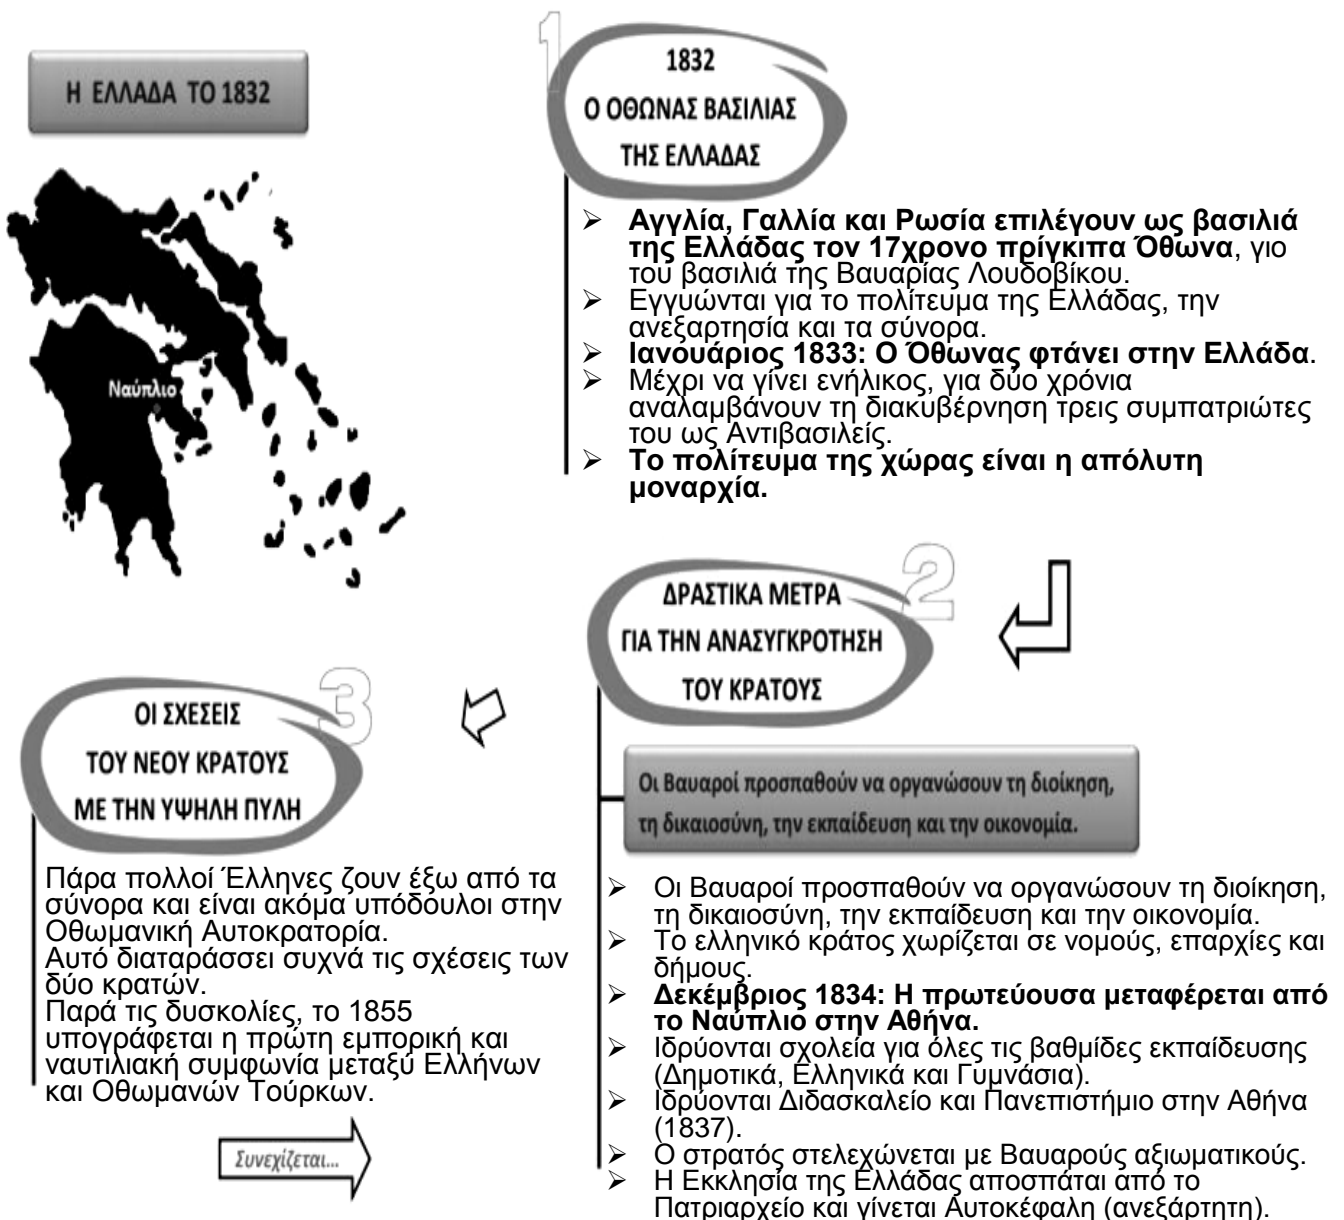 Η ΕΛΛΑΔΑ ΤΟ 1832
Ναύπλιο
1
1832
Ο ΟΘΩΝΑΣ ΒΑΣΙΛΙΑΣ
ΤΗΣ ΕΛΛΑΔΑΣ
➢ Αγγλία, Γαλλία και Ρωσία επιλέγουν ως βασιλιά
της Ελλάδας τον 17χρονο πρίγκιπα Όθωνα, γιο
του βασιλιά της Βαυαρίας Λουδοβίκου.
➢ Εγγυώνται για το πολίτευμα της Ελλάδας, την
ανεξαρτησία και τα σύνορα.
➢ Ιανουάριος 1833: Ο Όθωνας φτάνει στην Ελλάδα.
➢ Μέχρι να γίνει ενήλικος, για δύο χρόνια
αναλαμβάνουν τη διακυβέρνηση τρεις συμπατριώτες
του ως Αντιβασιλείς.
➢ Το πολίτευμα της χώρας είναι η απόλυτη
μοναρχία.
2
ΔΡΑΣΤΙΚΑ ΜΕΤΡΑ
ΓΙΑ ΤΗΝ ΑΝΑΣΥΓΚΡΟΤΗΣΗ
ΤΟΥ ΚΡΑΤΟΥΣ
Οι Βαυαροί προσπαθούν να οργανώσουν τη διοίκηση,
τη δικαιοσύνη, την εκπαίδευση και την οικονομία.
➢ Οι Βαυαροί προσπαθούν να οργανώσουν τη διοίκηση,
τη δικαιοσύνη, την εκπαίδευση και την οικονομία.
➢ Το ελληνικό κράτος χωρίζεται σε νομούς, επαρχίες και
δήμους.
➢ Δεκέμβριος 1834: Η πρωτεύουσα μεταφέρεται από
το Ναύπλιο στην Αθήνα.
➢ Ιδρύονται σχολεία για όλες τις βαθμίδες εκπαίδευσης
(Δημοτικά, Ελληνικά και Γυμνάσια).
➢ Ιδρύονται Διδασκαλείο και Πανεπιστήμιο στην Αθήνα
(1837).
➢ Ο στρατός στελεχώνεται με Βαυαρούς αξιωματικούς.
➢ Η Εκκλησία της Ελλάδας αποσπάται από το
Πατριαρχείο και γίνεται Αυτοκέφαλη (ανεξάρτητη).
3
ΟΙ ΣΧΕΣΕΙΣ
ΤΟΥ ΝΕΟΥ ΚΡΑΤΟΥΣ
ΜΕ ΤΗΝ ΥΨΗΛΗ ΠΥΛΗ
Πάρα πολλοί Έλληνες ζουν έξω από τα
σύνορα και είναι ακόμα υπόδουλοι στην
Οθωμανική Αυτοκρατορία.
Αυτό διαταράσσει συχνά τις σχέσεις των
δύο κρατών.
Παρά τις δυσκολίες, το 1855
υπογράφεται η πρώτη εμπορική και
ναυτιλιακή συμφωνία μεταξύ Ελλήνων
και Οθωμανών Τούρκων.
Συνεχίζεται...